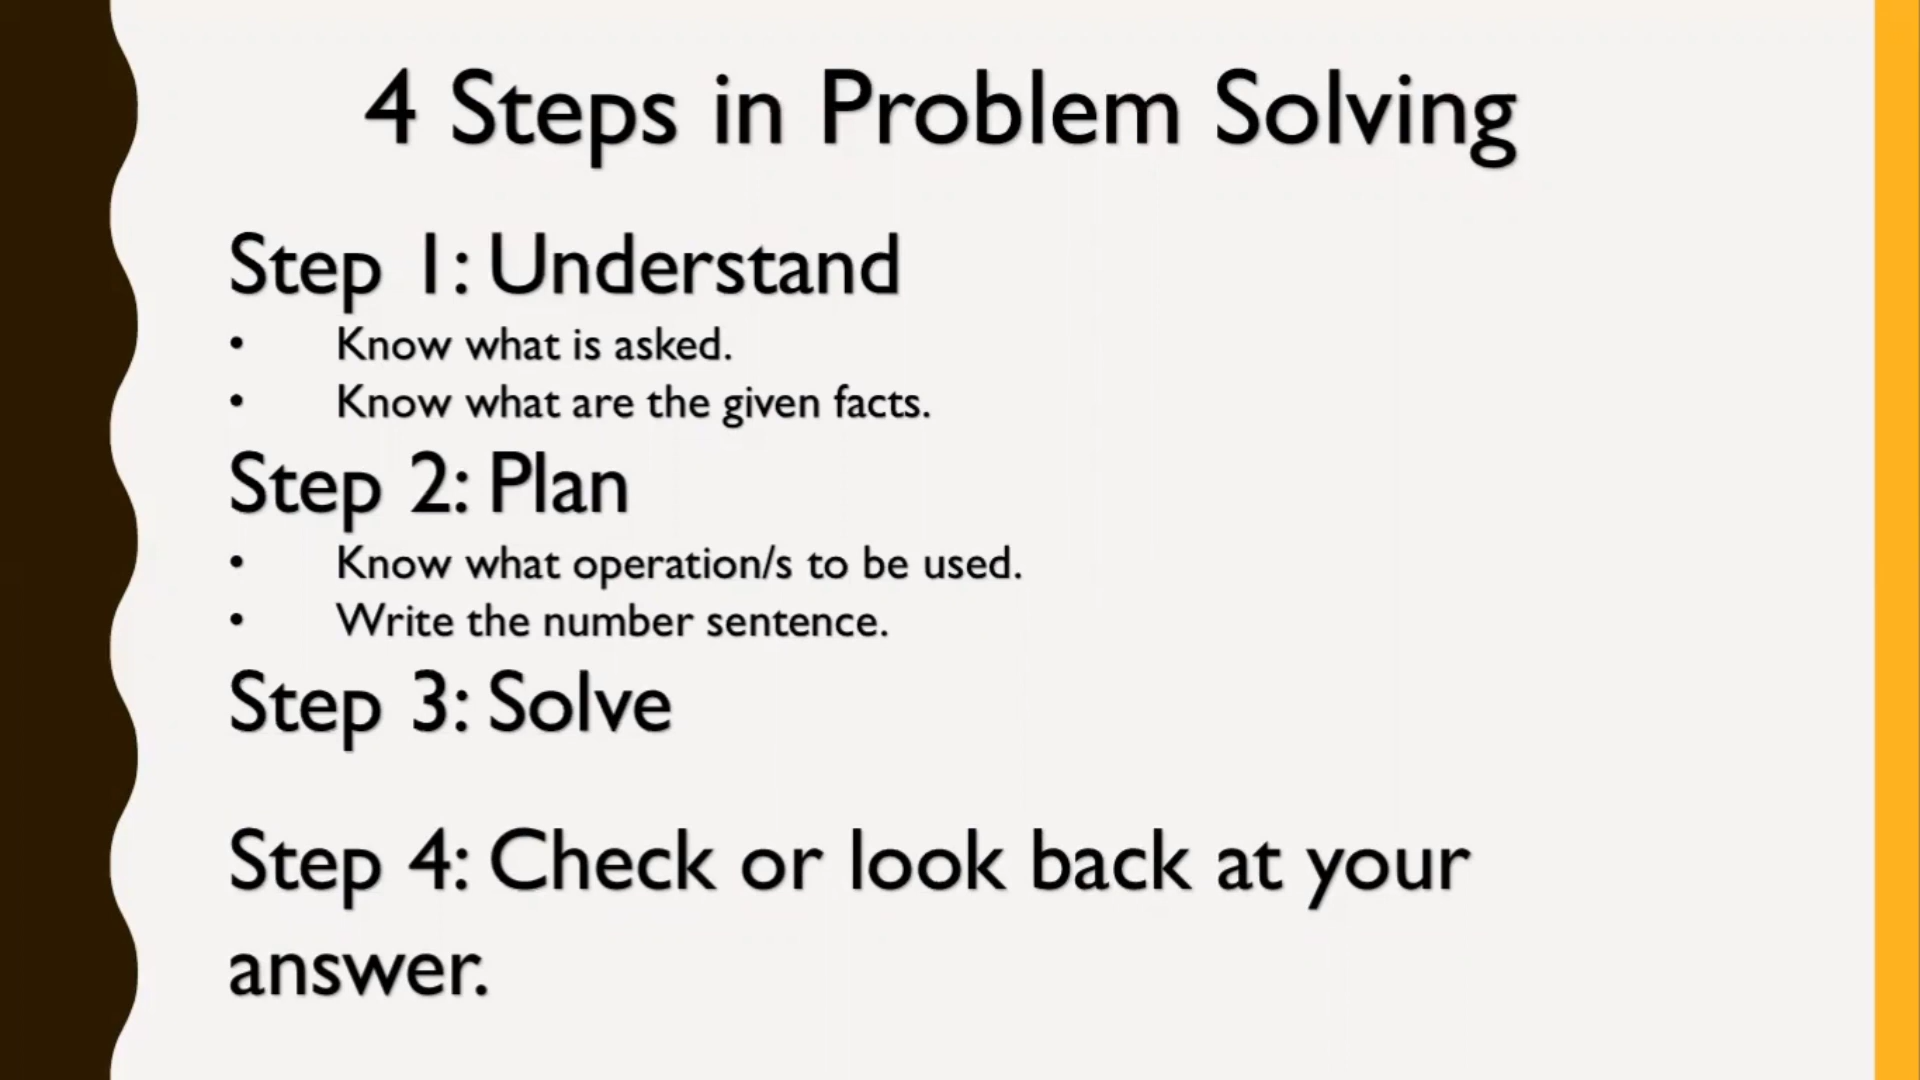 4 Steps in Problem Solving
Step 1: Understand
• Know what is asked.
• Know what are the given facts.
Step 2: Plan
• Know what operation/s to be used.
• Write the number sentence.
Step 3: Solve
Step 4: Check or look back at your
answer.